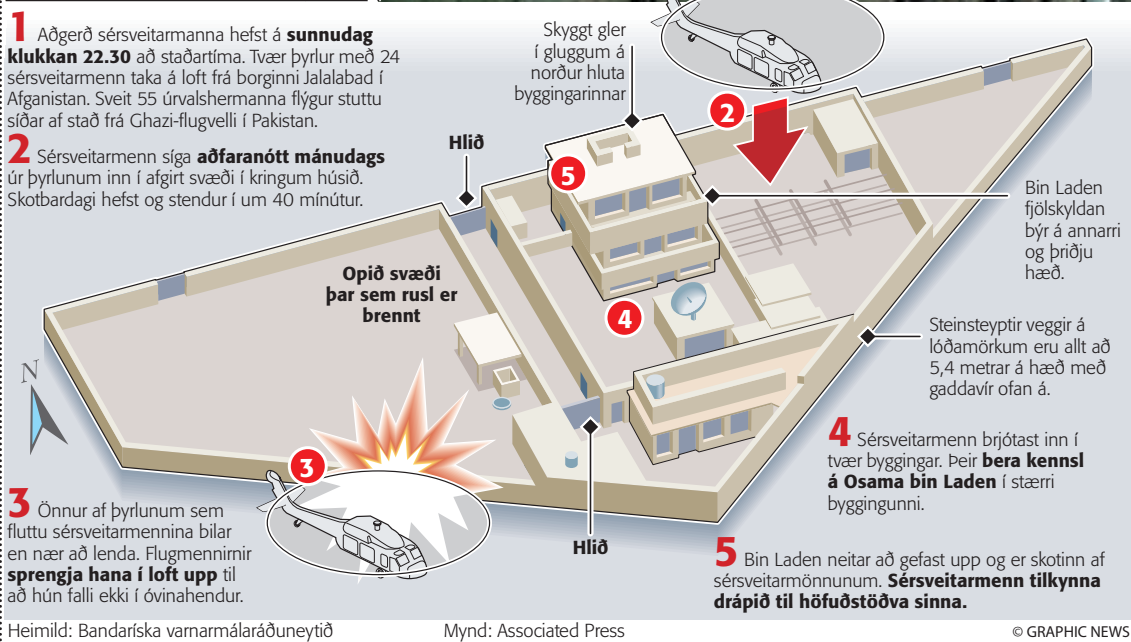 1 Aðgerð sérsveitarmanna hefst á sunnudag
klukkan 22.30 að staðartíma. Tvær þyrlur með 24
sérsveitarmenn taka á loft frá borginni Jalalabad í
Afganistan. Sveit 55 úrvalshermanna flýgur stuttu
síðar af stað frá Ghazi-flugvelli í Pakistan.
2 Sérsveitarmenn síga aðfaranótt mánudags
úr þyrlunum inn í afgirt svæði í kringum húsið.
Skotbardagi hefst og stendur í um 40 mínútur.
Skyggt gler
í gluggum á
norður hluta
byggingarinnar
Hlið
2
5
Bin Laden
fjölskyldan
býr á annarri
og þriðju
hæð.
Opið svæði
þar sem rusl er
brennt
4
Steinsteyptir veggir á
lóðamörkum eru allt að
5,4 metrar á hæð með
gaddavír ofan á.
N
3
Hlið
3 Önnur af þyrlunum sem
fluttu sérsveitarmennina bilar
en nær að lenda. Flugmennirnir
sprengja hana í loft upp til
að hún falli ekki í óvinahendur.
4 Sérsveitarmenn brjótast inn í
tvær byggingar. Þeir bera kennsl
á Osama bin Laden í stærri
byggingunni.
5 Bin Laden neitar að gefast upp og er skotinn af
sérsveitarmönnunum. Sérsveitarmenn tilkynna
drápið til höfuðstöðva sinna.
Heimild: Bandaríska varnarmálaráðuneytið
Mynd: Associated Press
© GRAPHIC NEWS